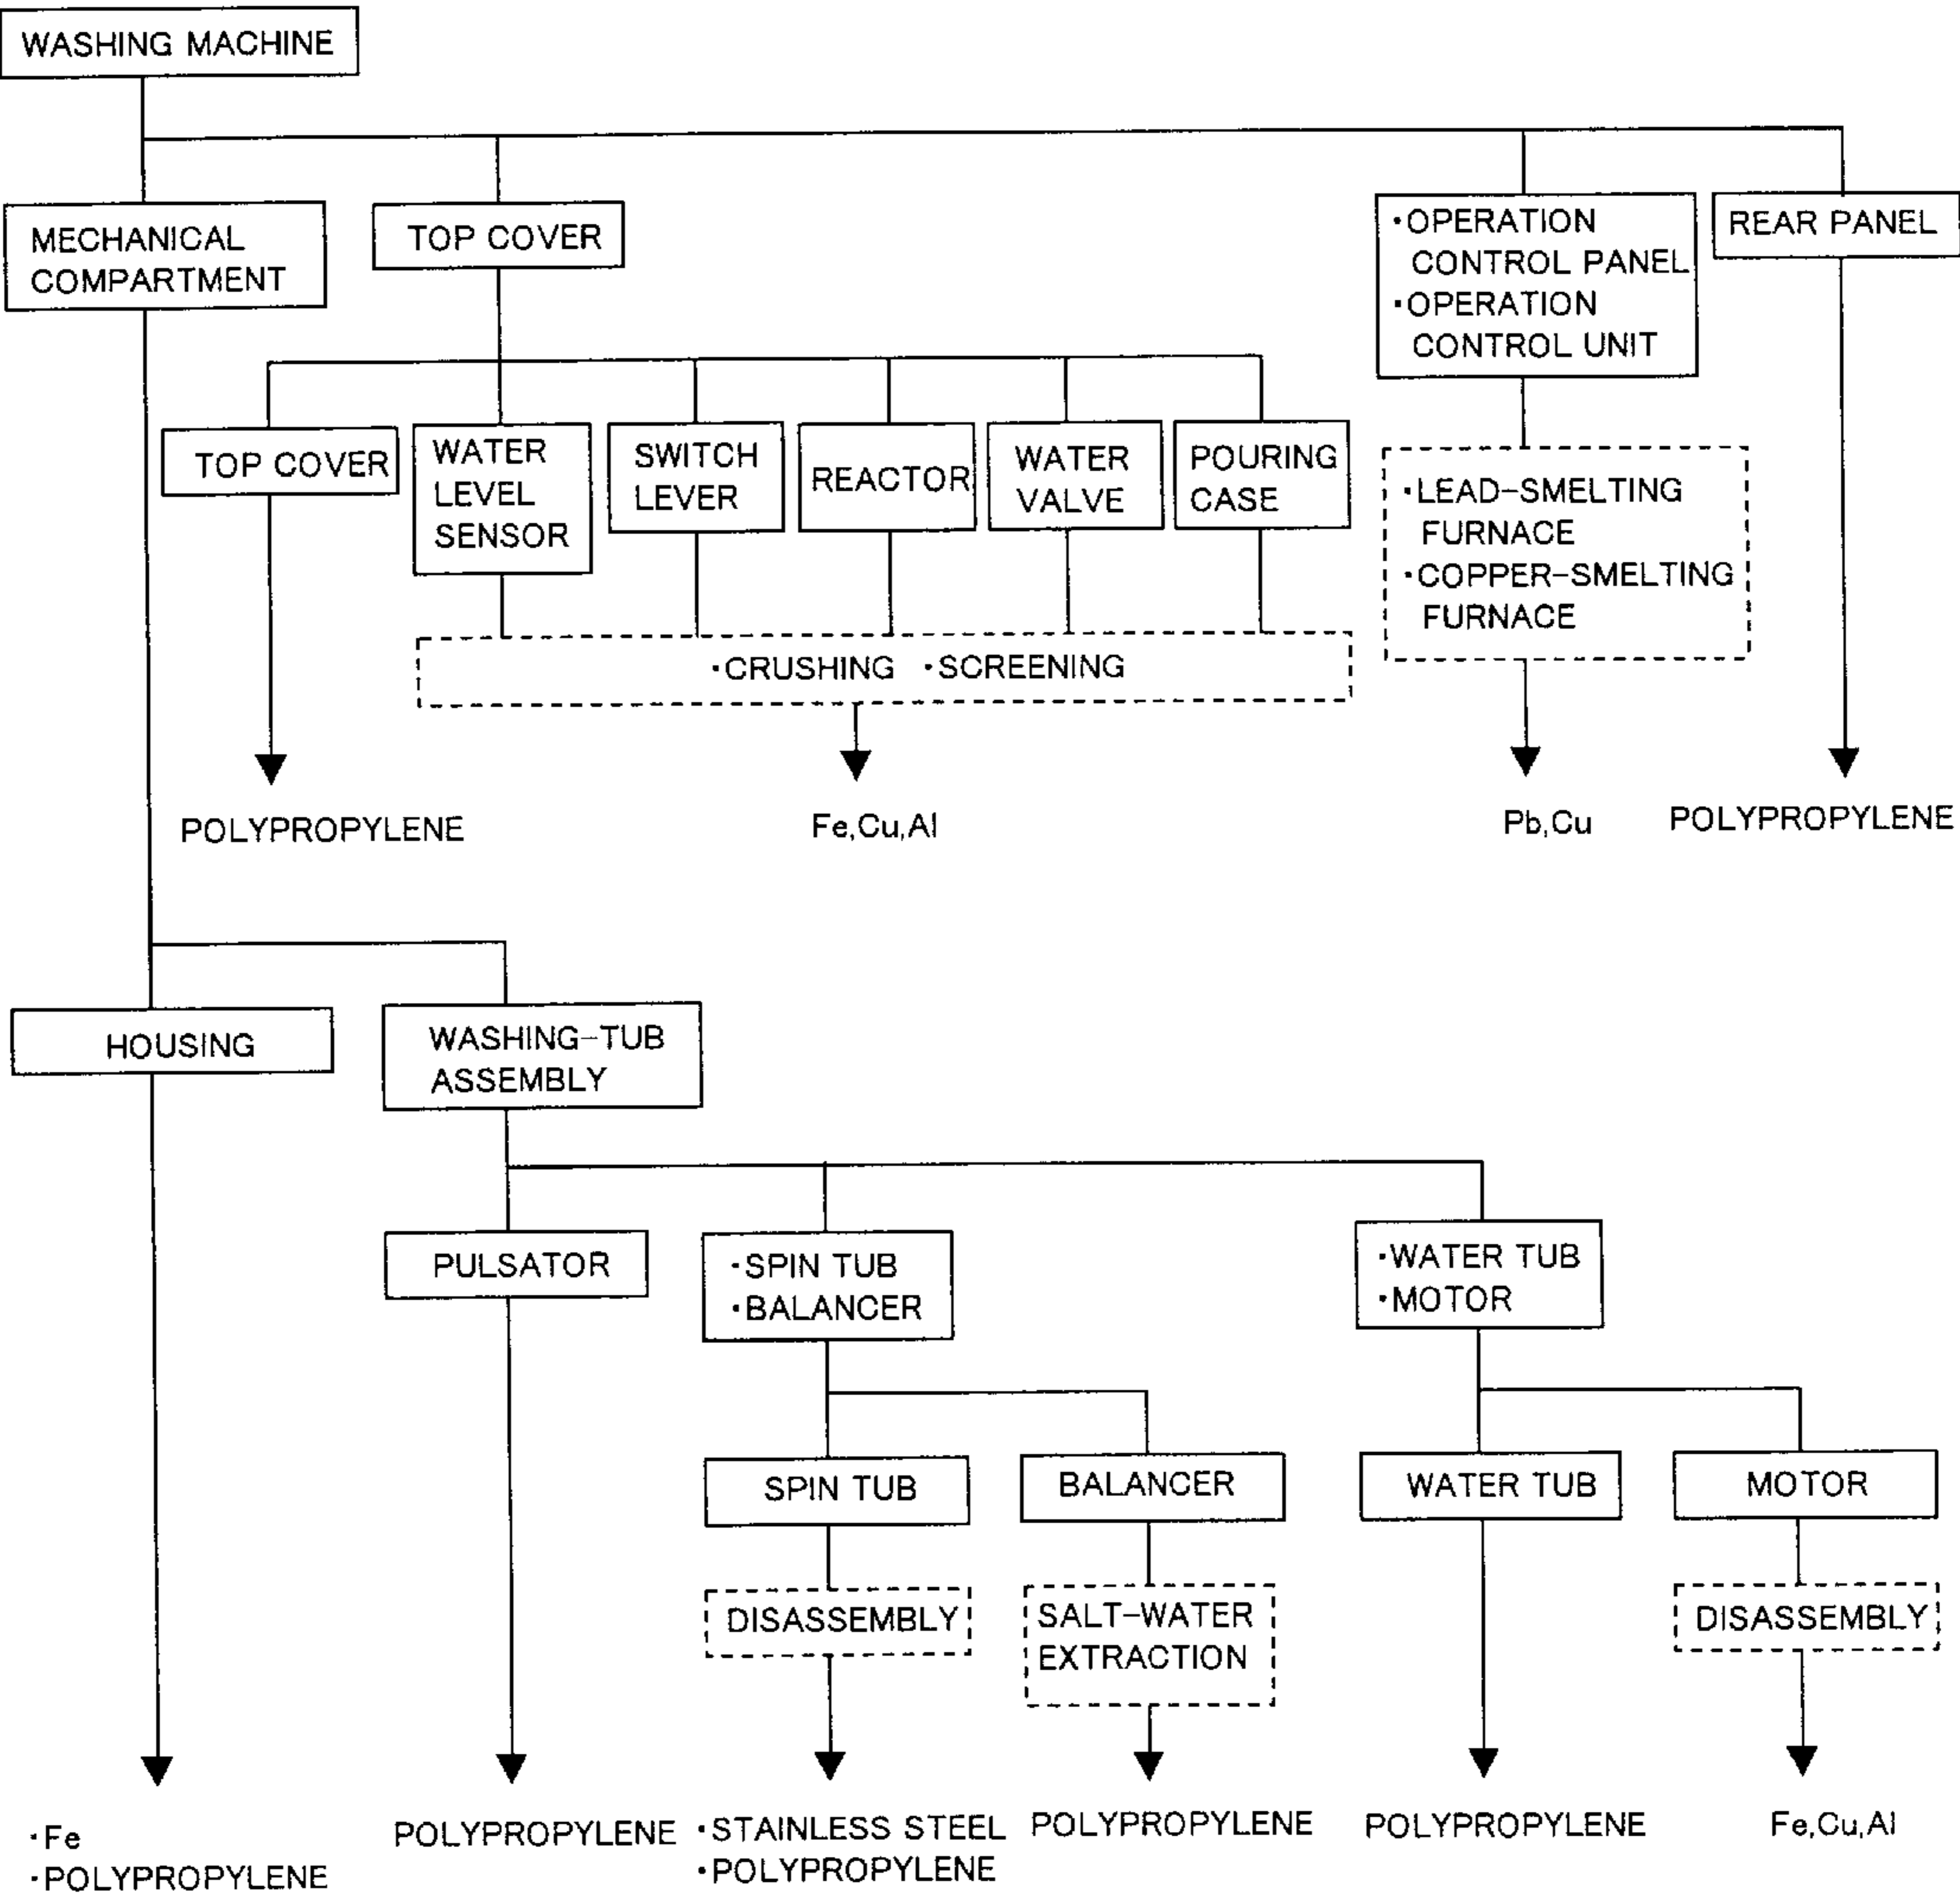 WASHING MACHINE
MECHANICAL
COMPARTMENT
TOP COVER
·OPERATION
CONTROL PANEL
·OPERATION
CONTROL UNIT
REAR PANEL
TOP COVER
WATER
LEVEL
SENSOR
SWITCH
LEVER
REACTOR
WATER
VALVE
POURING
CASE
·LEAD-SMELTING
FURNACE
·COPPER-SMELTING
FURNACE
·CRUSHING ·SCREENING
POLYPROPYLENE
Fe,Cu,Al
Pb,Cu
POLYPROPYLENE
HOUSING
WASHING-TUB
ASSEMBLY
PULSATOR
·SPIN TUB
·BALANCER
·WATER TUB
·MOTOR
SPIN TUB
BALANCER
WATER TUB
MOTOR
DISASSEMBLY
SALT-WATER
EXTRACTION
DISASSEMBLY
·Fe
·POLYPROPYLENE
POLYPROPYLENE
·STAINLESS STEEL
·POLYPROPYLENE
POLYPROPYLENE
POLYPROPYLENE
Fe,Cu,Al